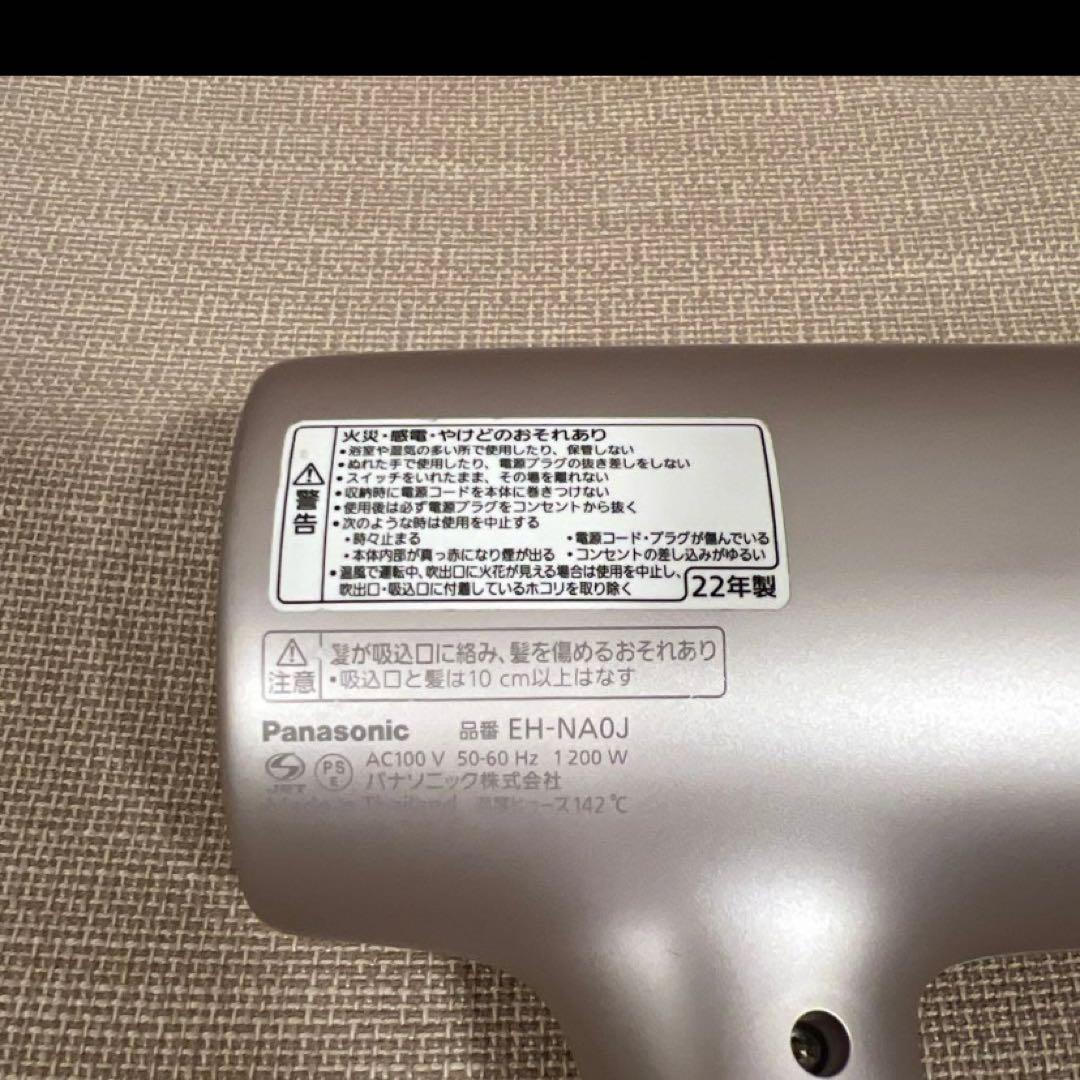 火災・感電・やけどのおそれあり
警告
•浴室や湿気の多い所で使用したり、保管しない
•ぬれた手で使用したり、電源プラグの抜き差しをしない
•スイッチをいれたまま、その場を離れない
•収納時に電源コードを本体に巻きつけない
•使用後は必ず電源プラグをコンセントから抜く
•次のような時は使用を中止する
・時々止まる ・電源コード・プラグが傷んでいる
・本体内部が真っ赤になり煙が出る ・コンセントの差し込みがゆるい
•温風で運転中、吹出口に火花が見える場合は使用を中止し、
吹出口・吸込口に付着しているホコリを取り除く
22年製
注意
髪が吸込口に絡み、髪を傷めるおそれあり
•吸込口と髪は10 cm以上はなす
Panasonic 品番 EH-NA0J
JET PS E AC100 V 50-60 Hz 1200 W
パナソニック株式会社
Made in Thailand 温度ヒューズ142 ℃